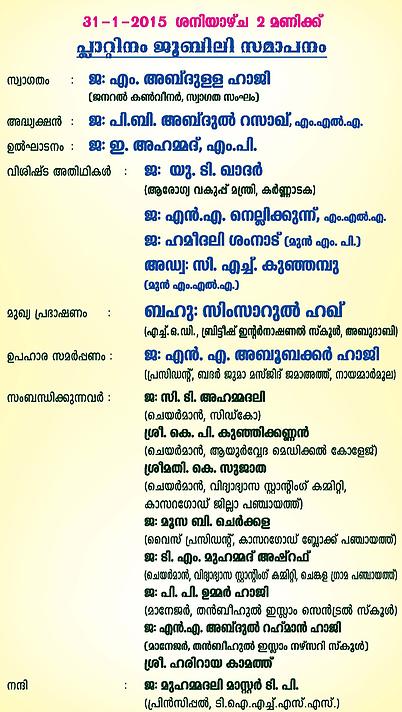 31-1-2015 ശനിയാഴ്ച 2 മണിക്ക്
പ്ലാറ്റിനം ജൂബിലി സമാപനം
സ്വാഗതം : ജ: എം. അബ്ദുളള ഹാജി
(ജനറൽ കൺവീനർ, സ്വാഗത സംഘം)
അദ്ധ്യക്ഷൻ : ജ: പി.ബി. അബ്ദുൽ റസാഖ്, എം.എൽ.എ.
ഉൽഘാടനം : ജ: ഇ. അഹമ്മദ്, എം.പി.
വിശിഷ്ട അതിഥികൾ : ജ: യു. ടി. ഖാദർ
(ആരോഗ്യ വകുപ്പ് മന്ത്രി, കർണ്ണാടക)
ജ: എൻ.എ. നെല്ലിക്കുന്ന്, എം.എൽ.എ.
ജ: ഹമീദലി ശംനാട് (മുൻ എം. പി.)
അഡ്വ: സി. എച്ച്. കുഞ്ഞമ്പു
(മുൻ എം.എൽ.എ.)
മുഖ്യ പ്രഭാഷണം : ബഹു: സിംസാറുൽ ഹഖ്
(എച്ച്.ഒ.ഡി., ബ്രിട്ടീഷ് ഇന്റർനാഷണൽ സ്കൂൾ, അബുദാബി)
ഉപഹാര സമർപ്പണം : ജ: എൻ. എ. അബൂബക്കർ ഹാജി
(പ്രസിഡന്റ്, ബദർ ജുമാ മസ്ജിദ് ജമാഅത്ത്, നായമ്മാർമൂല)
സംബന്ധിക്കുന്നവർ : ജ: സി. ടി. അഹമ്മദലി
(ചെയർമാൻ, സിഡ്കോ)
ശ്രീ. കെ. പി. കുഞ്ഞിക്കണ്ണൻ
(ചെയർമാൻ, ആയുർവ്വേദ മെഡിക്കൽ കോളേജ്)
ശ്രീമതി. കെ. സുജാത
(ചെയർമാൻ, വിദ്യാഭ്യാസ സ്റ്റാന്റിംഗ് കമ്മിറ്റി,
കാസറഗോഡ് ജില്ലാ പഞ്ചായത്ത്)
ജ: മൂസ ബി. ചെർക്കള
(വൈസ് പ്രസിഡന്റ്, കാസറഗോഡ് ബ്ലോക്ക് പഞ്ചായത്ത്)
ജ: ടി. എം. മുഹമ്മദ് അഷ്റഫ്
(ചെയർമാൻ, വിദ്യാഭ്യാസ സ്റ്റാന്റിംഗ് കമ്മിറ്റി, ചെങ്കള ഗ്രാമ പഞ്ചായത്ത്)
ജ: പി. പി. ഉമ്മർ ഹാജി
(മാനേജർ, തൻബീഹുൽ ഇസ്ലാം സെൻട്രൽ സ്കൂൾ)
ജ: എൻ.എ. അബ്ദുൽ റഹ്മാൻ ഹാജി
(മാനേജർ, തൻബീഹുൽ ഇസ്ലാം നഴ്സറി സ്കൂൾ)
ശ്രീ. ഹരിറായ കാമത്ത്
നന്ദി : ജ: മുഹമ്മദലി മാസ്റ്റർ ടി. പി.
(പ്രിൻസിപ്പൽ, ടി.ഐ.എച്ച്.എസ്.എസ്.)